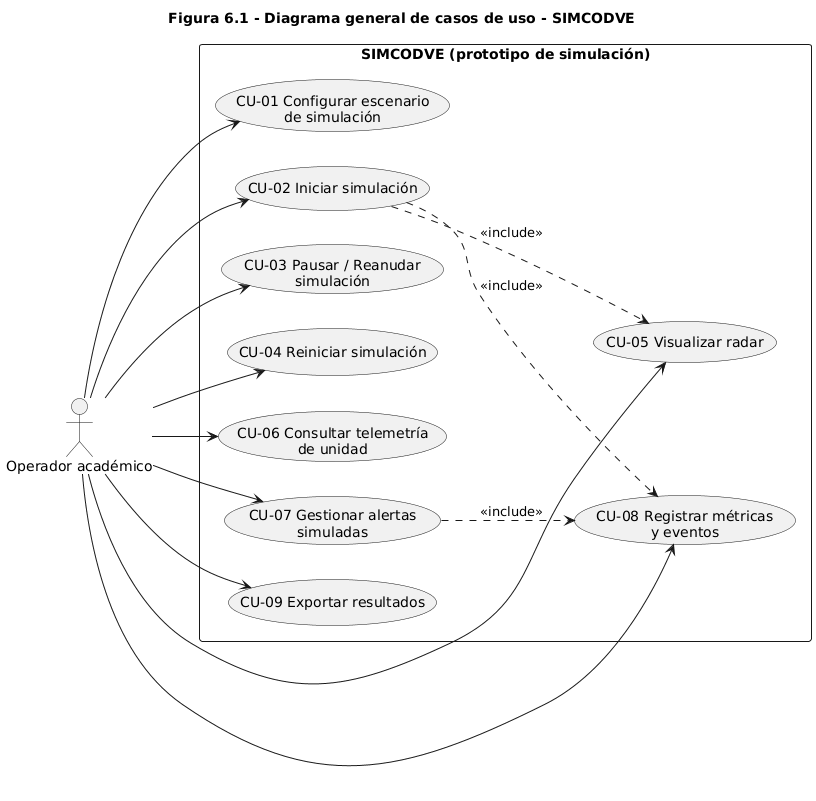 Figura 6.1 - Diagrama general de casos de uso - SIMCODVE
SIMCODVE (prototipo de simulación)
CU-01 Configurar escenario
de simulación
CU-02 Iniciar simulación
«include»
CU-03 Pausar / Reanudar
simulación
«include»
CU-04 Reiniciar simulación
CU-05 Visualizar radar
Operador académico
CU-06 Consultar telemetría
de unidad
CU-07 Gestionar alertas
simuladas
«include»
CU-08 Registrar métricas
y eventos
CU-09 Exportar resultados